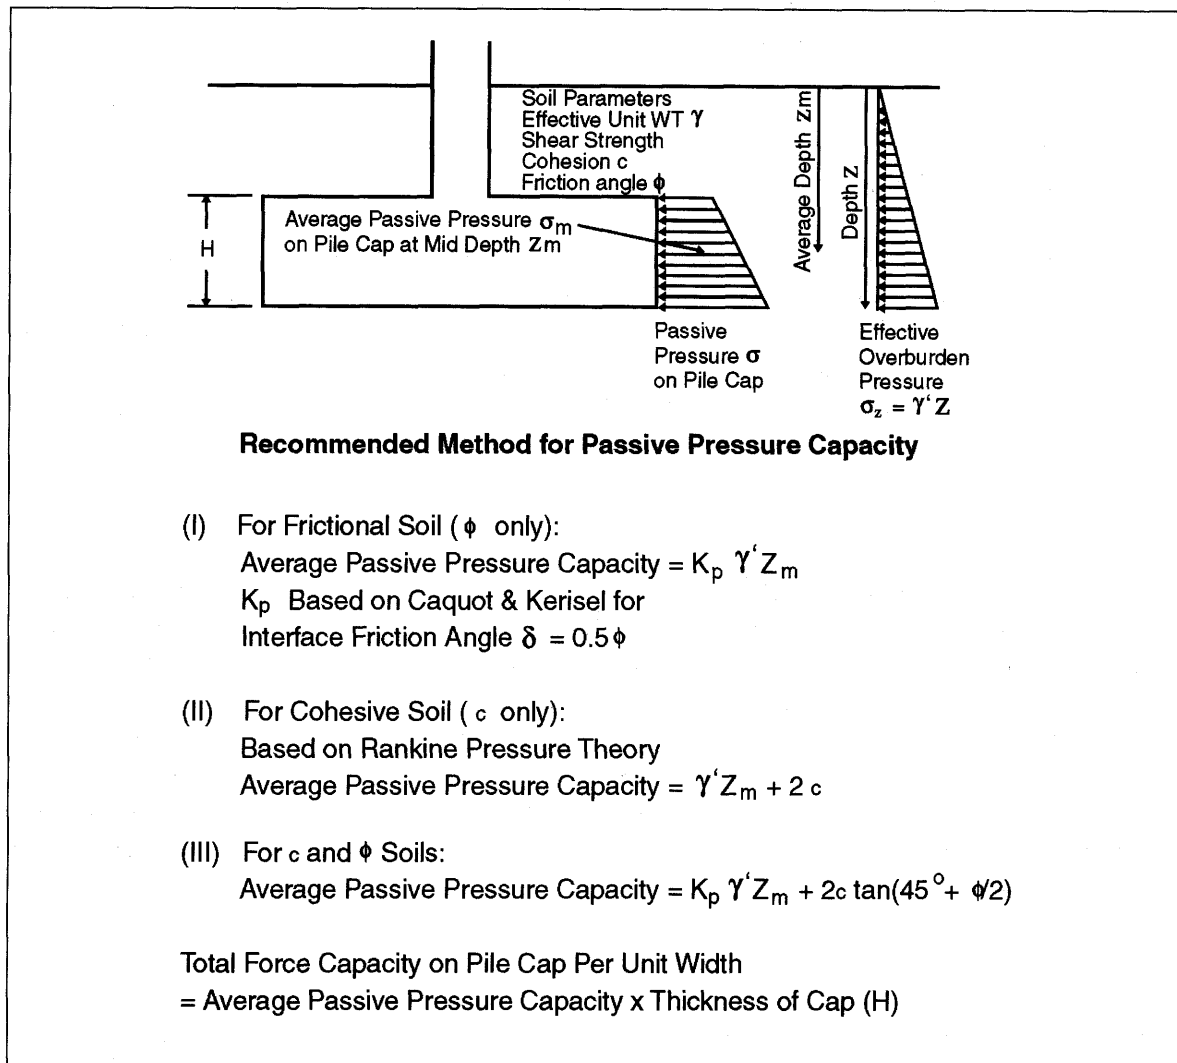 Soil Parameters
Effective Unit WT γ
Shear Strength
Cohesion c
Friction angle ϕ
H
Average Passive Pressure σm
on Pile Cap at Mid Depth Zm
Average Depth Zm
Depth Z
Passive
Pressure σ
on Pile Cap
Effective
Overburden
Pressure
σz = γ‘Z
Recommended Method for Passive Pressure Capacity
(I) For Frictional Soil ( ϕ only):
Average Passive Pressure Capacity = Kp γ‘Zm
Kp Based on Caquot & Kerisel for
Interface Friction Angle δ = 0.5ϕ
(II) For Cohesive Soil ( c only):
Based on Rankine Pressure Theory
Average Passive Pressure Capacity = γ‘Zm + 2 c
(III) For c and ϕ Soils:
Average Passive Pressure Capacity = Kp γ‘Zm + 2c tan(45°+ ϕ/2)
Total Force Capacity on Pile Cap Per Unit Width
= Average Passive Pressure Capacity x Thickness of Cap (H)